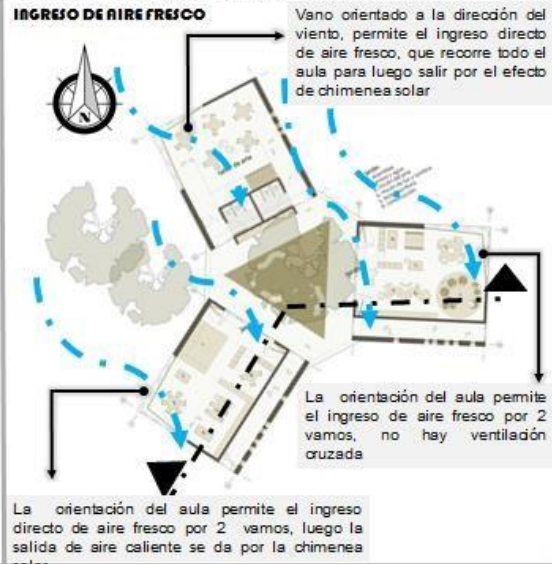 INGRESO DE AIRE FRESCO
Vano orientado a la dirección del
viento, permite el ingreso directo
de aire fresco, que recorre todo el
aula para luego salir por el efecto
de chimenea solar
N
La orientación del aula permite
el ingreso de aire fresco por 2
vamos, no hay ventilación
cruzada
La orientación del aula permite el ingreso
directo de aire fresco por 2 vamos, luego la
salida de aire caliente se da por la chimenea